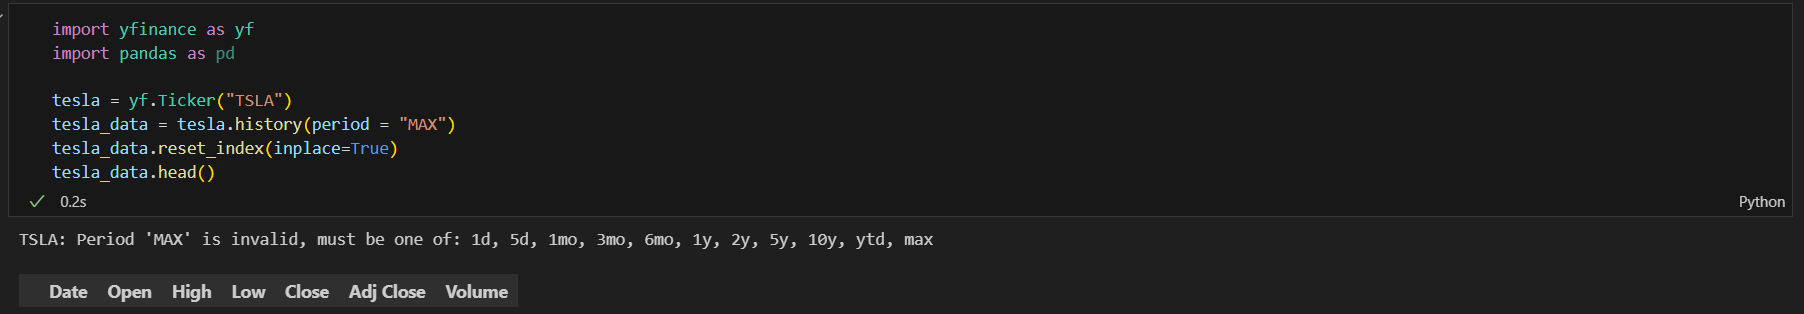 import yfinance as yf
import pandas as pd
tesla = yf.Ticker("TSLA")
tesla_data = tesla.history(period = "MAX")
tesla_data.reset_index(inplace=True)
tesla_data.head()
0.2s
Python
TSLA: Period 'MAX' is invalid, must be one of: 1d, 5d, 1mo, 3mo, 6mo, 1y, 2y, 5y, 10y, ytd, max
Date Open High Low Close Adj Close Volume